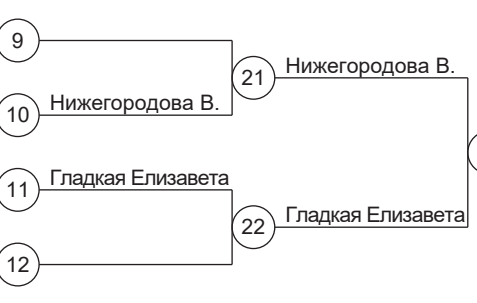 9
21 Нижегородова В.
10 Нижегородова В.
11 Гладкая Елизавета
22 Гладкая Елизавета
12